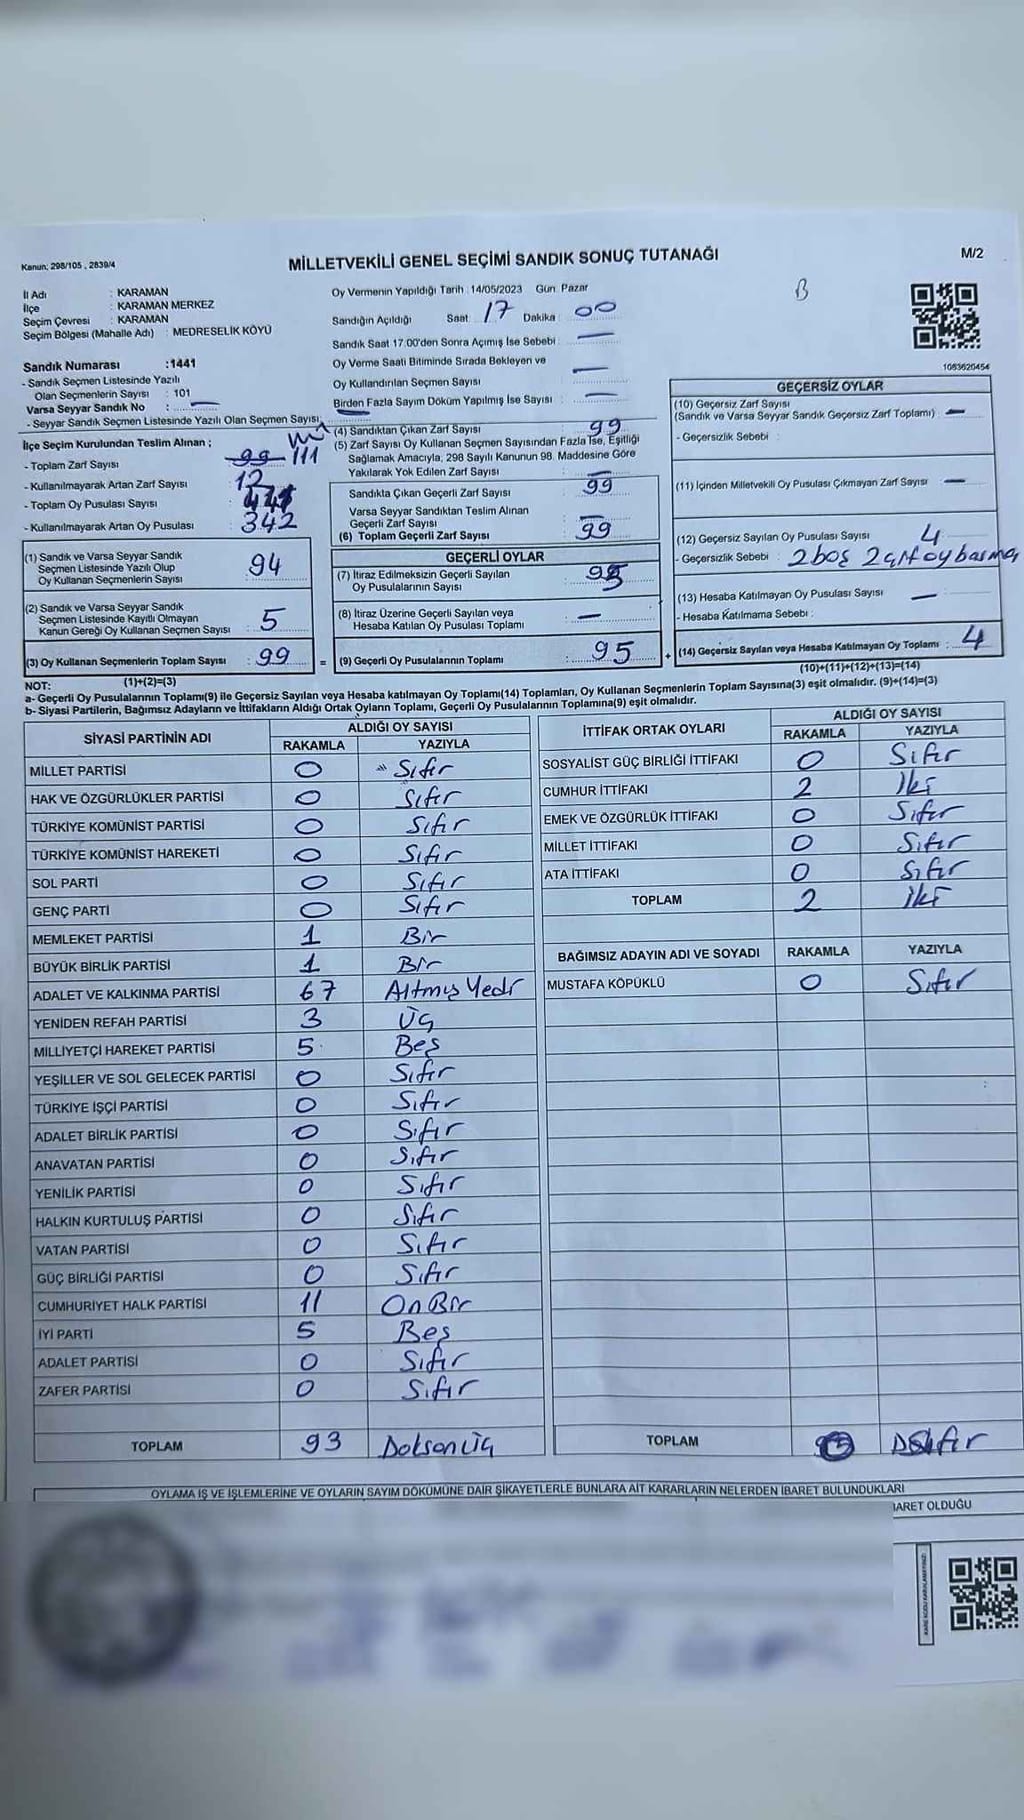 Kanun: 298/105 , 2839/4
MİLLETVEKİLİ GENEL SEÇİMİ SANDIK SONUÇ TUTANAĞI
M/2
İl Adı : KARAMAN
İlçe : KARAMAN MERKEZ
Seçim Çevresi : KARAMAN
Seçim Bölgesi (Mahalle Adı) : MEDRESELİK KÖYÜ
Sandık Numarası :1441
- Sandık Seçmen Listesinde Yazılı
Olan Seçmenlerin Sayısı : 101
Varsa Seyyar Sandık No : —
- Seyyar Sandık Seçmen Listesinde Yazılı Olan Seçmen Sayısı:
İlçe Seçim Kurulundan Teslim Alınan ;
- Toplam Zarf Sayısı : 99 111
- Kullanılmayarak Artan Zarf Sayısı : 12
- Toplam Oy Pusulası Sayısı :
- Kullanılmayarak Artan Oy Pusulası : 342
(1) Sandık ve Varsa Seyyar Sandık
Seçmen Listesinde Yazılı Olup
Oy Kullanan Seçmenlerin Sayısı : 94
(2) Sandık ve Varsa Seyyar Sandık
Seçmen Listesinde Kayıtlı Olmayan
Kanun Gereği Oy Kullanan Seçmen Sayısı : 5
(3) Oy Kullanan Seçmenlerin Toplam Sayısı : 99
(1)+(2)=(3)
Oy Vermenin Yapıldığı Tarih : 14/05/2023 Gün : Pazar
B
Sandığın Açıldığı Saat : 17 Dakika : 00
Sandık Saat 17.00'den Sonra Açımış İse Sebebi : —
Oy Verme Saati Bitiminde Sırada Bekleyen ve
Oy Kullandırılan Seçmen Sayısı : —
Birden Fazla Sayım Döküm Yapılmış İse Sayısı : —
(4) Sandıktan Çıkan Zarf Sayısı : 99
(5) Zarf Sayısı Oy Kullanan Seçmen Sayısından Fazla İse, Eşitliği
Sağlamak Amacıyla, 298 Sayılı Kanunun 98. Maddesine Göre
Yakılarak Yok Edilen Zarf Sayısı : —
Sandıkta Çıkan Geçerli Zarf Sayısı : 99
Varsa Seyyar Sandıktan Teslim Alınan
Geçerli Zarf Sayısı : —
(6) Toplam Geçerli Zarf Sayısı : 99
GEÇERLİ OYLAR
(7) İtiraz Edilmeksizin Geçerli Sayılan
Oy Pusulalarının Sayısı : 95
(8) İtiraz Üzerine Geçerli Sayılan veya
Hesaba Katılan Oy Pusulası Toplamı : —
= (9) Geçerli Oy Pusulalarının Toplamı : 95
1083620454
GEÇERSİZ OYLAR
(10) Geçersiz Zarf Sayısı
(Sandık ve Varsa Seyyar Sandık Geçersiz Zarf Toplamı) : —
- Geçersizlik Sebebi :
(11) İçinden Milletvekili Oy Pusulası Çıkmayan Zarf Sayısı : —
(12) Geçersiz Sayılan Oy Pusulası Sayısı : 4
- Geçersizlik Sebebi : 2 boş 2 çift oy basma
(13) Hesaba Katılmayan Oy Pusulası Sayısı : —
- Hesaba Katılmama Sebebi :
+ (14) Geçersiz Sayılan veya Hesaba Katılmayan Oy Toplamı : 4
(10)+(11)+(12)+(13)=(14)
NOT:
a- Geçerli Oy Pusulalarının Toplamı(9) ile Geçersiz Sayılan veya Hesaba katılmayan Oy Toplamı(14) Toplamları, Oy Kullanan Seçmenlerin Toplam Sayısına(3) eşit olmalıdır. (9)+(14)=(3)
b- Siyasi Partilerin, Bağımsız Adayların ve İttifakların Aldığı Ortak Oyların Toplamı, Geçerli Oy Pusulalarının Toplamına(9) eşit olmalıdır.
SİYASİ PARTİNİN ADI ALDIĞI OY SAYISI
RAKAMLA YAZIYLA
MİLLET PARTİSİ 0 Sıfır
HAK VE ÖZGÜRLÜKLER PARTİSİ 0 Sıfır
TÜRKİYE KOMÜNİST PARTİSİ 0 Sıfır
TÜRKİYE KOMÜNİST HAREKETİ 0 Sıfır
SOL PARTİ 0 Sıfır
GENÇ PARTİ 0 Sıfır
MEMLEKET PARTİSİ 1 Bir
BÜYÜK BİRLİK PARTİSİ 1 Bir
ADALET VE KALKINMA PARTİSİ 67 Altmış Yedi
YENİDEN REFAH PARTİSİ 3 Üç
MİLLİYETÇİ HAREKET PARTİSİ 5 Beş
YEŞİLLER VE SOL GELECEK PARTİSİ 0 Sıfır
TÜRKİYE İŞÇİ PARTİSİ 0 Sıfır
ADALET BİRLİK PARTİSİ 0 Sıfır
ANAVATAN PARTİSİ 0 Sıfır
YENİLİK PARTİSİ 0 Sıfır
HALKIN KURTULUŞ PARTİSİ 0 Sıfır
VATAN PARTİSİ 0 Sıfır
GÜÇ BİRLİĞİ PARTİSİ 0 Sıfır
CUMHURİYET HALK PARTİSİ 11 On Bir
İYİ PARTİ 5 Beş
ADALET PARTİSİ 0 Sıfır
ZAFER PARTİSİ 0 Sıfır
TOPLAM 93 Doksan Üç
İTTİFAK ORTAK OYLARI ALDIĞI OY SAYISI
RAKAMLA YAZIYLA
SOSYALİST GÜÇ BİRLİĞİ İTTİFAKI 0 Sıfır
CUMHUR İTTİFAKI 2 İki
EMEK VE ÖZGÜRLÜK İTTİFAKI 0 Sıfır
MİLLET İTTİFAKI 0 Sıfır
ATA İTTİFAKI 0 Sıfır
TOPLAM 2 İki
BAĞIMSIZ ADAYIN ADI VE SOYADI RAKAMLA YAZIYLA
MUSTAFA KÖPÜKLÜ 0 Sıfır
TOPLAM Sıfır
OYLAMA İŞ VE İŞLEMLERİNE VE OYLARIN SAYIM DÖKÜMÜNE DAİR ŞİKAYETLERLE BUNLARA AİT KARARLARIN NELERDEN İBARET BULUNDUKLARI
İBARET OLDUĞU